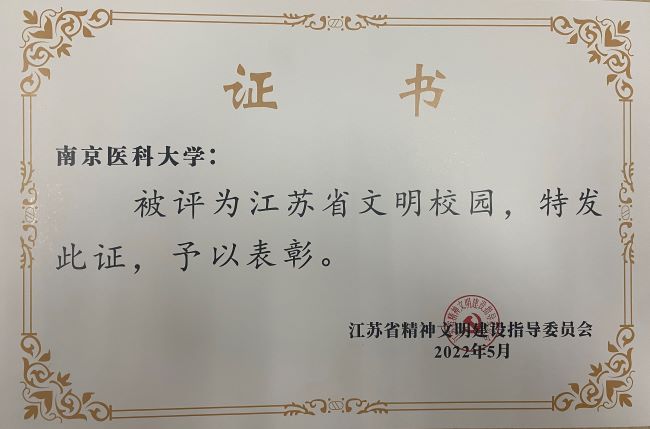 证 书
南京医科大学：
被评为江苏省文明校园，特发
此证，予以表彰。
江苏省精神文明建设指导委员会
2022年5月